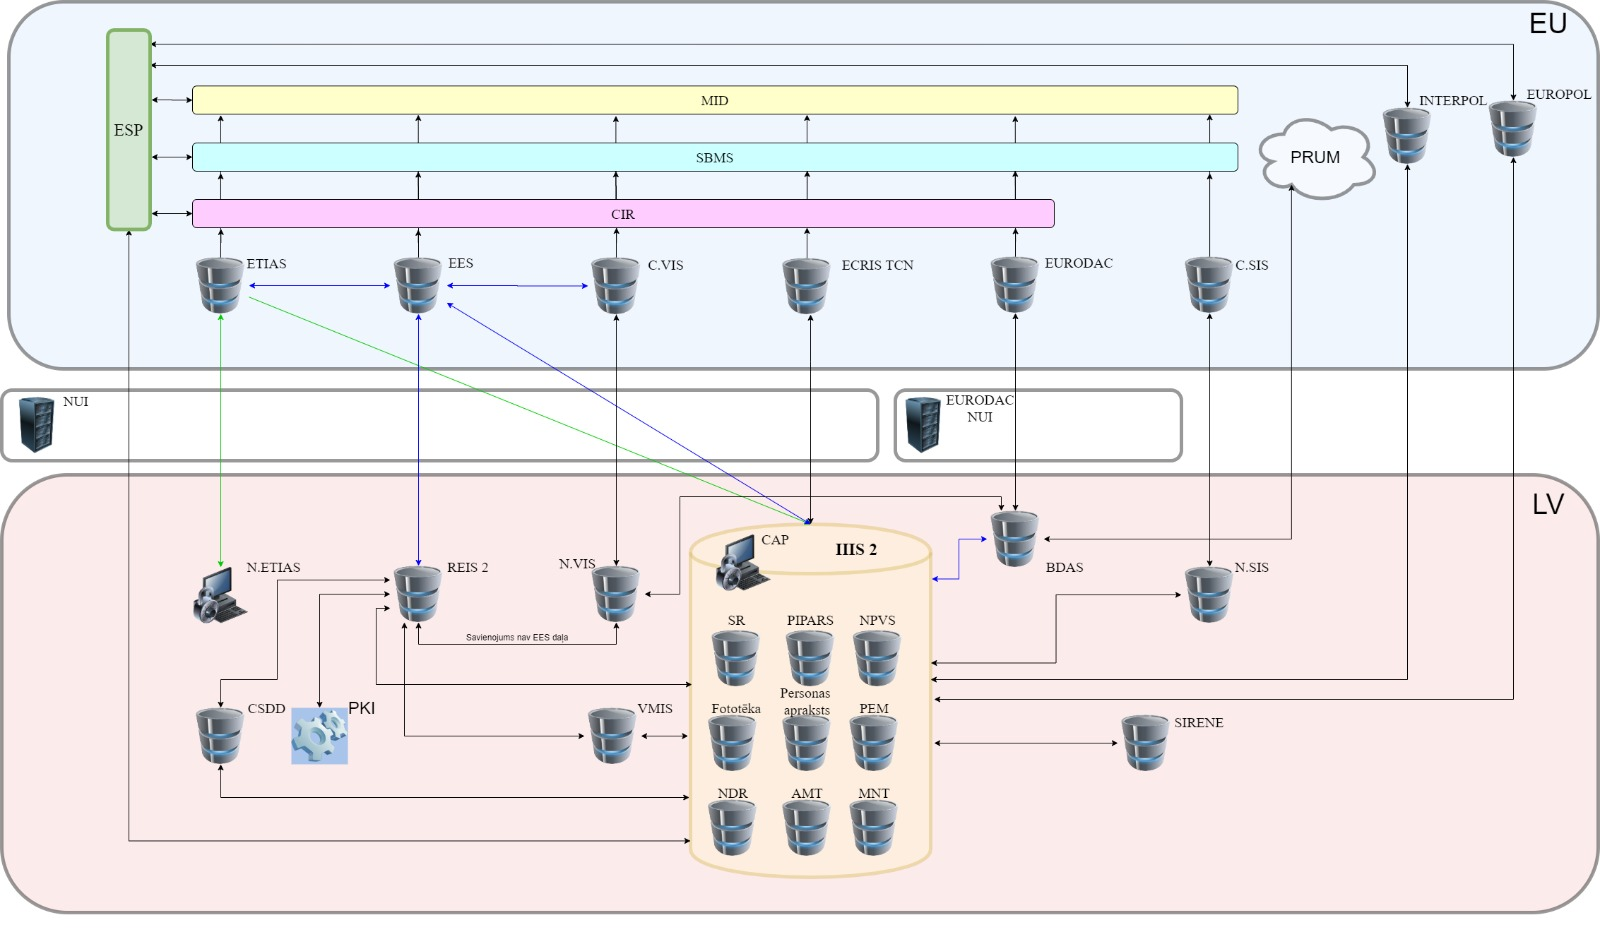 EU
ESP
MID
INTERPOL
EUROPOL
SBMS
PRUM
CIR
ETIAS
EES
C.VIS
ECRIS TCN
EURODAC
C.SIS
NUI
EURODAC
NUI
LV
CAP
IIIS 2
N.ETIAS
REIS 2
N.VIS
BDAS
N.SIS
Savienojums nav EES daļa
SR
PIPARS
NPVS
CSDD
PKI
VMIS
Fototēka
Personas
apraksts
PEM
SIRENE
NDR
AMT
MNT